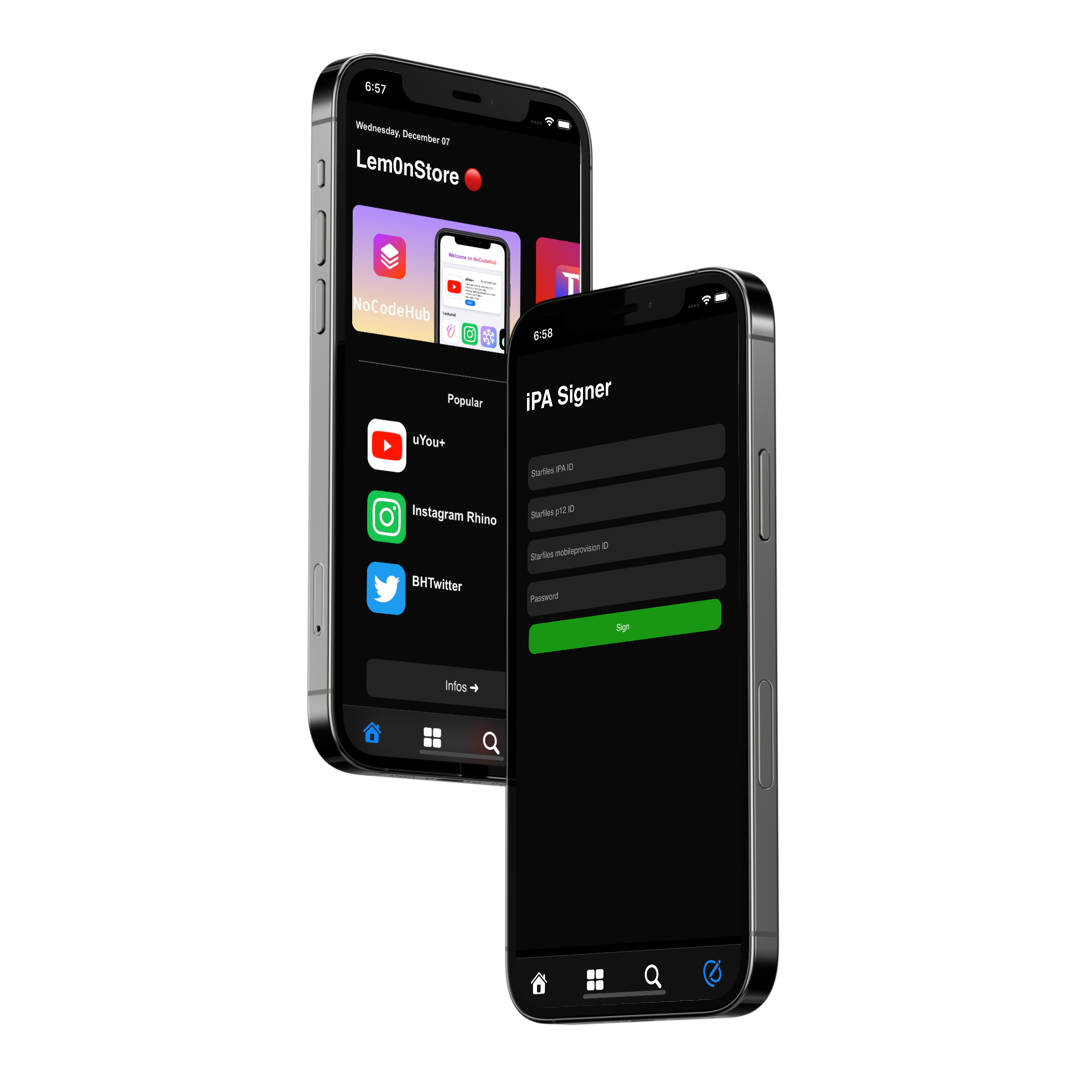 6:57
Wednesday, December 07
Lem0nStore
NoCodeHub
Welcome on NoCodeHub
uYou+
Featured
Popular
uYou+
Instagram Rhino
BHTwitter
Infos ➜
6:58
iPA Signer
Starfiles IPA ID
Starfiles p12 ID
Starfiles mobileprovision ID
Password
Sign